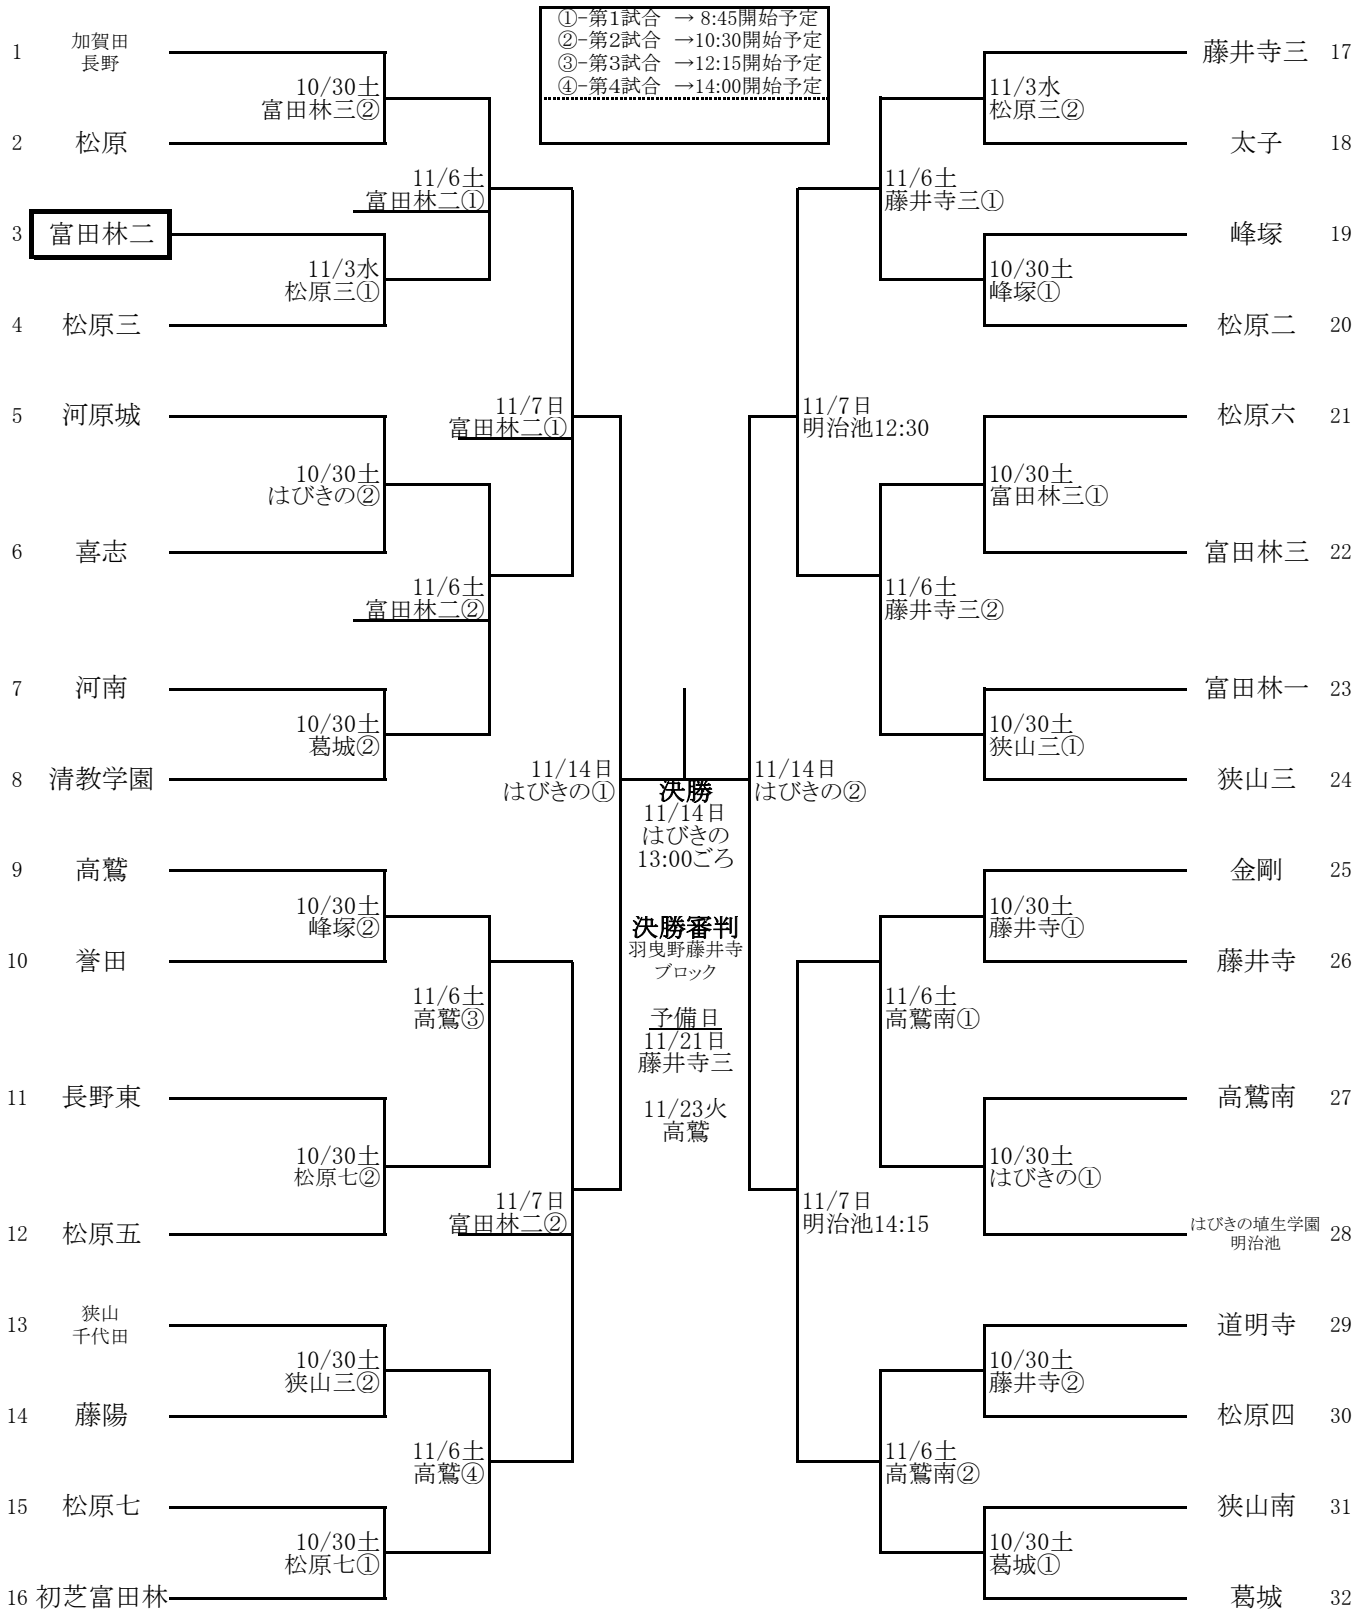 ①-第1試合 → 8:45開始予定
②-第2試合 →10:30開始予定
③-第3試合 →12:15開始予定
④-第4試合 →14:00開始予定
1 加賀田
長野
10/30土
富田林三②
2 松原
11/6土
富田林二①
3 富田林二
11/3水
松原三①
4 松原三
5 河原城
11/7日
富田林二①
10/30土
はびきの②
6 喜志
11/6土
富田林二②
7 河南
10/30土
葛城②
8 清教学園
11/14日
はびきの①
9 高鷲
10/30土
峰塚②
10 誉田
11/6土
高鷲③
11 長野東
10/30土
松原七②
11/7日
富田林二②
12 松原五
13 狭山
千代田
10/30土
狭山三②
14 藤陽
11/6土
高鷲④
15 松原七
10/30土
松原七①
16 初芝富田林
決勝
11/14日
はびきの
13:00ごろ
決勝審判
羽曳野藤井寺
ブロック
予備日
11/21日
藤井寺三
11/23火
高鷲
藤井寺三 17
11/3水
松原三②
太子 18
11/6土
藤井寺三①
峰塚 19
10/30土
峰塚①
松原二 20
11/7日
明治池12:30
松原六 21
10/30土
富田林三①
富田林三 22
11/6土
藤井寺三②
富田林一 23
10/30土
狭山三①
狭山三 24
11/14日
はびきの②
金剛 25
10/30土
藤井寺①
藤井寺 26
11/6土
高鷲南①
高鷲南 27
10/30土
はびきの①
はびきの埴生学園 28
明治池
11/7日
明治池14:15
道明寺 29
10/30土
藤井寺②
松原四 30
11/6土
高鷲南②
狭山南 31
10/30土
葛城①
葛城 32